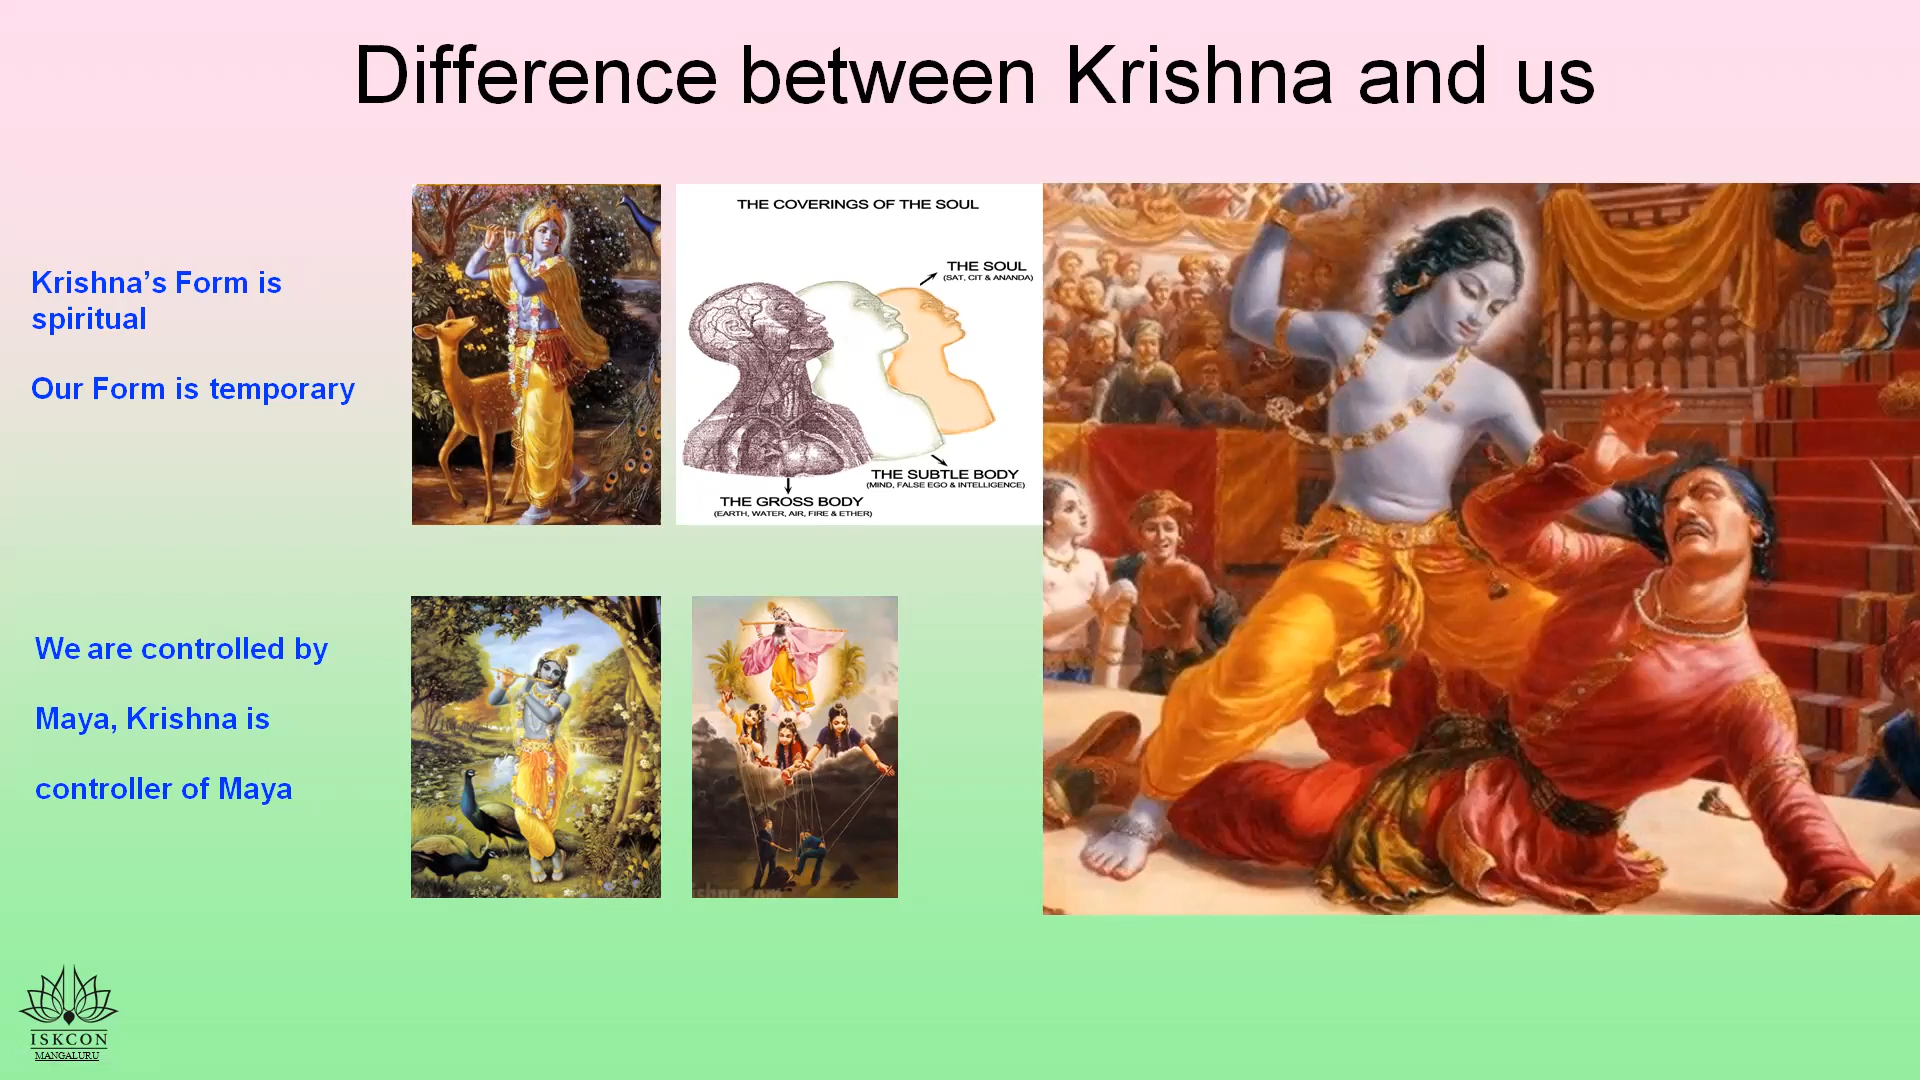 Difference between Krishna and us
Krishna’s Form is
spiritual
Our Form is temporary
THE COVERINGS OF THE SOUL
THE SOUL
(SAT, CIT & ANANDA)
THE SUBTLE BODY
(MIND, FALSE EGO & INTELLIGENCE)
THE GROSS BODY
(EARTH, WATER, AIR, FIRE & ETHER)
We are controlled by
Maya, Krishna is
controller of Maya
ISKCON
MANGALURU